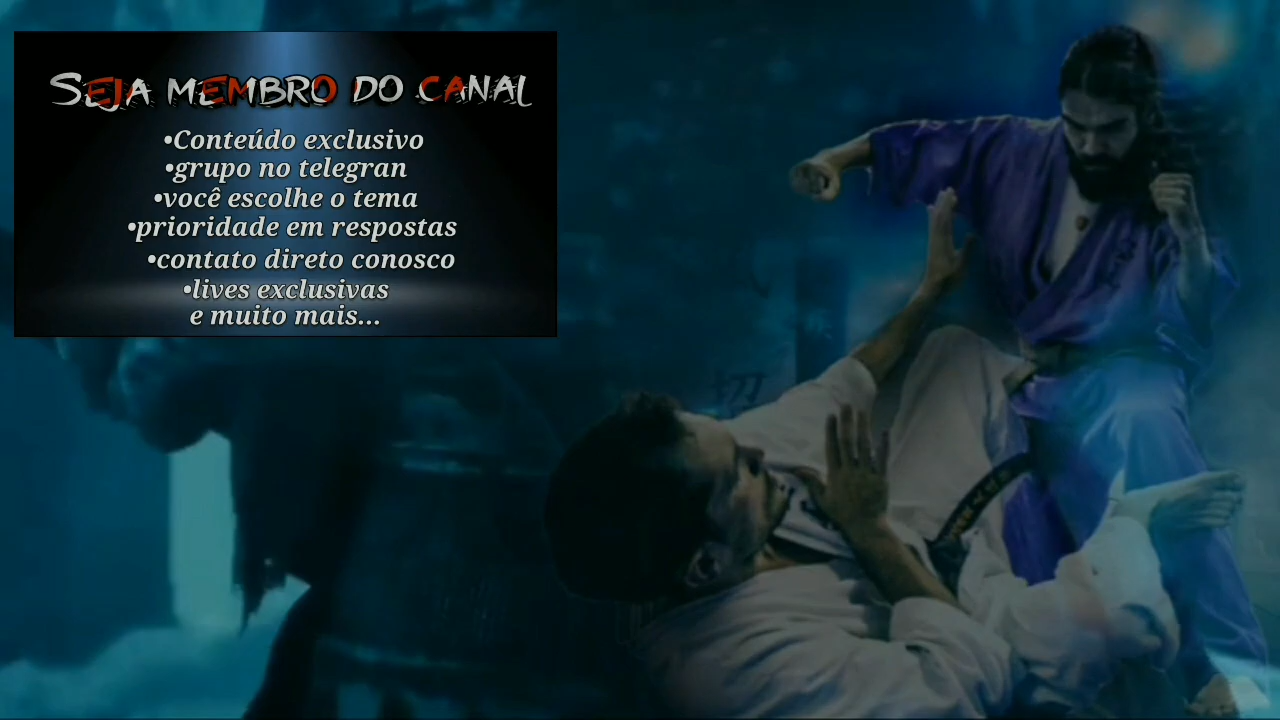 Seja membro do canal
•Conteúdo exclusivo
•grupo no telegran
•você escolhe o tema
•prioridade em respostas
•contato direto conosco
•lives exclusivas
e muito mais...